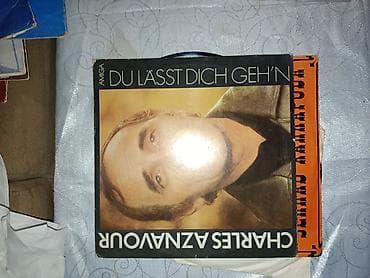 AMIGA
DU LÄSST DICH GEH'N
CHARLES AZNAVOUR